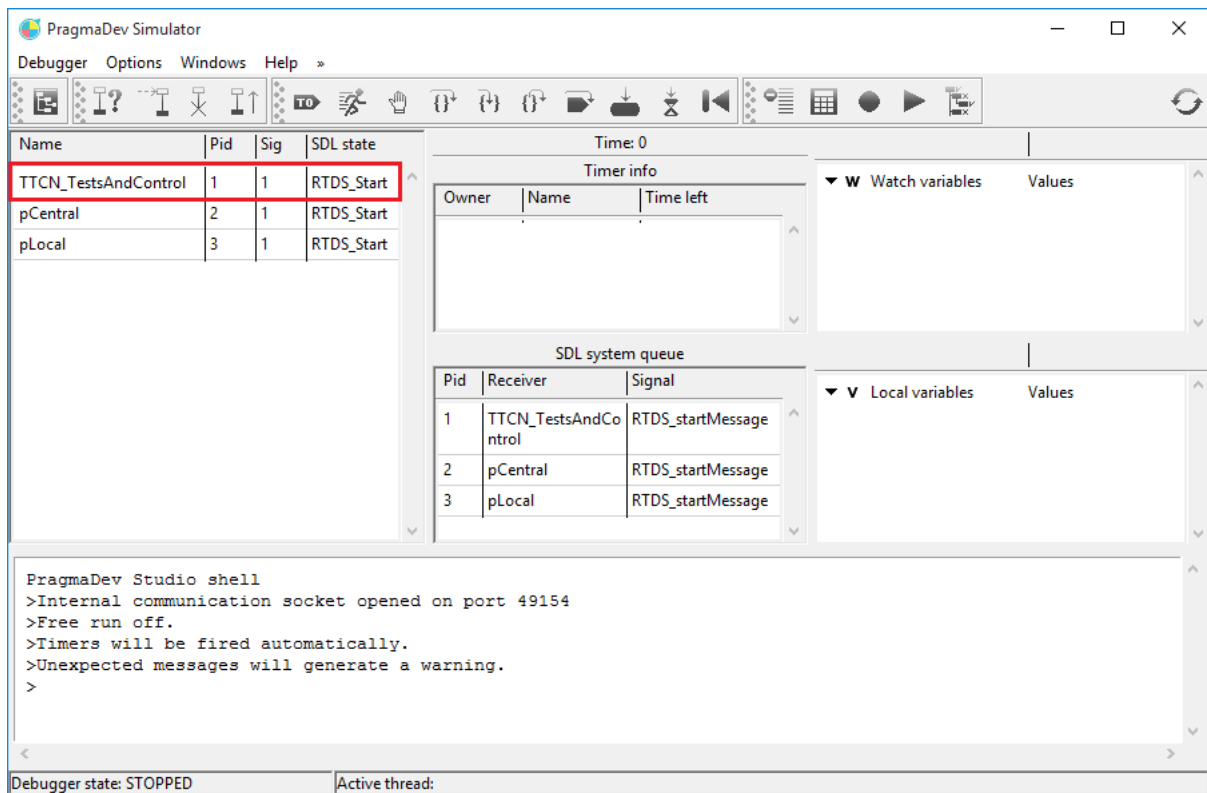 PragmaDev Simulator
Debugger Options Windows Help »
TO
Name Pid Sig SDL state
TTCN_TestsAndControl 1 1 RTDS_Start
pCentral 2 1 RTDS_Start
pLocal 3 1 RTDS_Start
Time: 0
Timer info
Owner Name Time left
SDL system queue
Pid Receiver Signal
1 TTCN_TestsAndCo RTDS_startMessage
ntrol
2 pCentral RTDS_startMessage
3 pLocal RTDS_startMessage
W Watch variables Values
V Local variables Values
PragmaDev Studio shell
>Internal communication socket opened on port 49154
>Free run off.
>Timers will be fired automatically.
>Unexpected messages will generate a warning.
>
Debugger state: STOPPED Active thread: